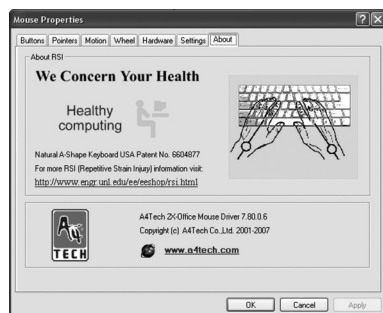 Mouse Properties
Buttons Pointers Motion Wheel Hardware Settings About
About RSI
We Concern Your Health
Healthy
computing
Natural A-Shape Keyboard USA Patent No. 6604877
For more RSI (Repetitive Strain Injury) information visit:
http://www.engr.unl.edu/ee/eeshop/rsi.html
A4
TECH
A4Tech 2X-Office Mouse Driver 7.80.0.6
Copyright (c) A4Tech Co.,Ltd. 2001-2007
www.a4tech.com
OK Cancel Apply